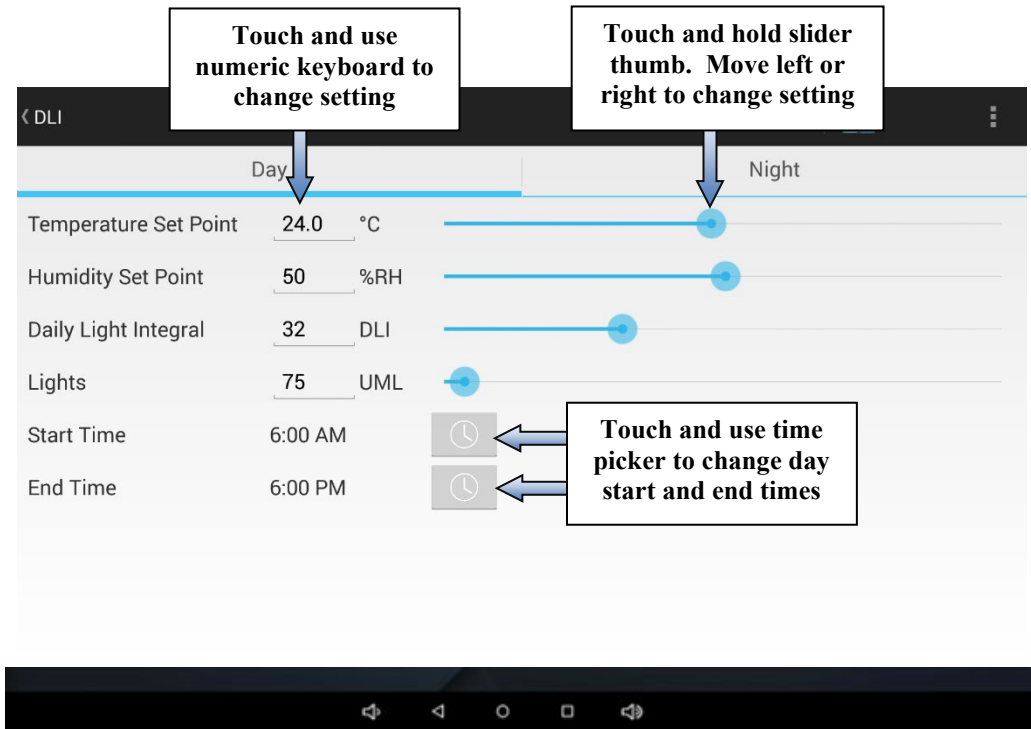 Touch and use
numeric keyboard to
change setting
Touch and hold slider
thumb.  Move left or
right to change setting
DLI
Day
Night
Temperature Set Point 24.0 °C
Humidity Set Point 50 %RH
Daily Light Integral 32 DLI
Lights 75 UML
Start Time 6:00 AM
End Time 6:00 PM
Touch and use time
picker to change day
start and end times